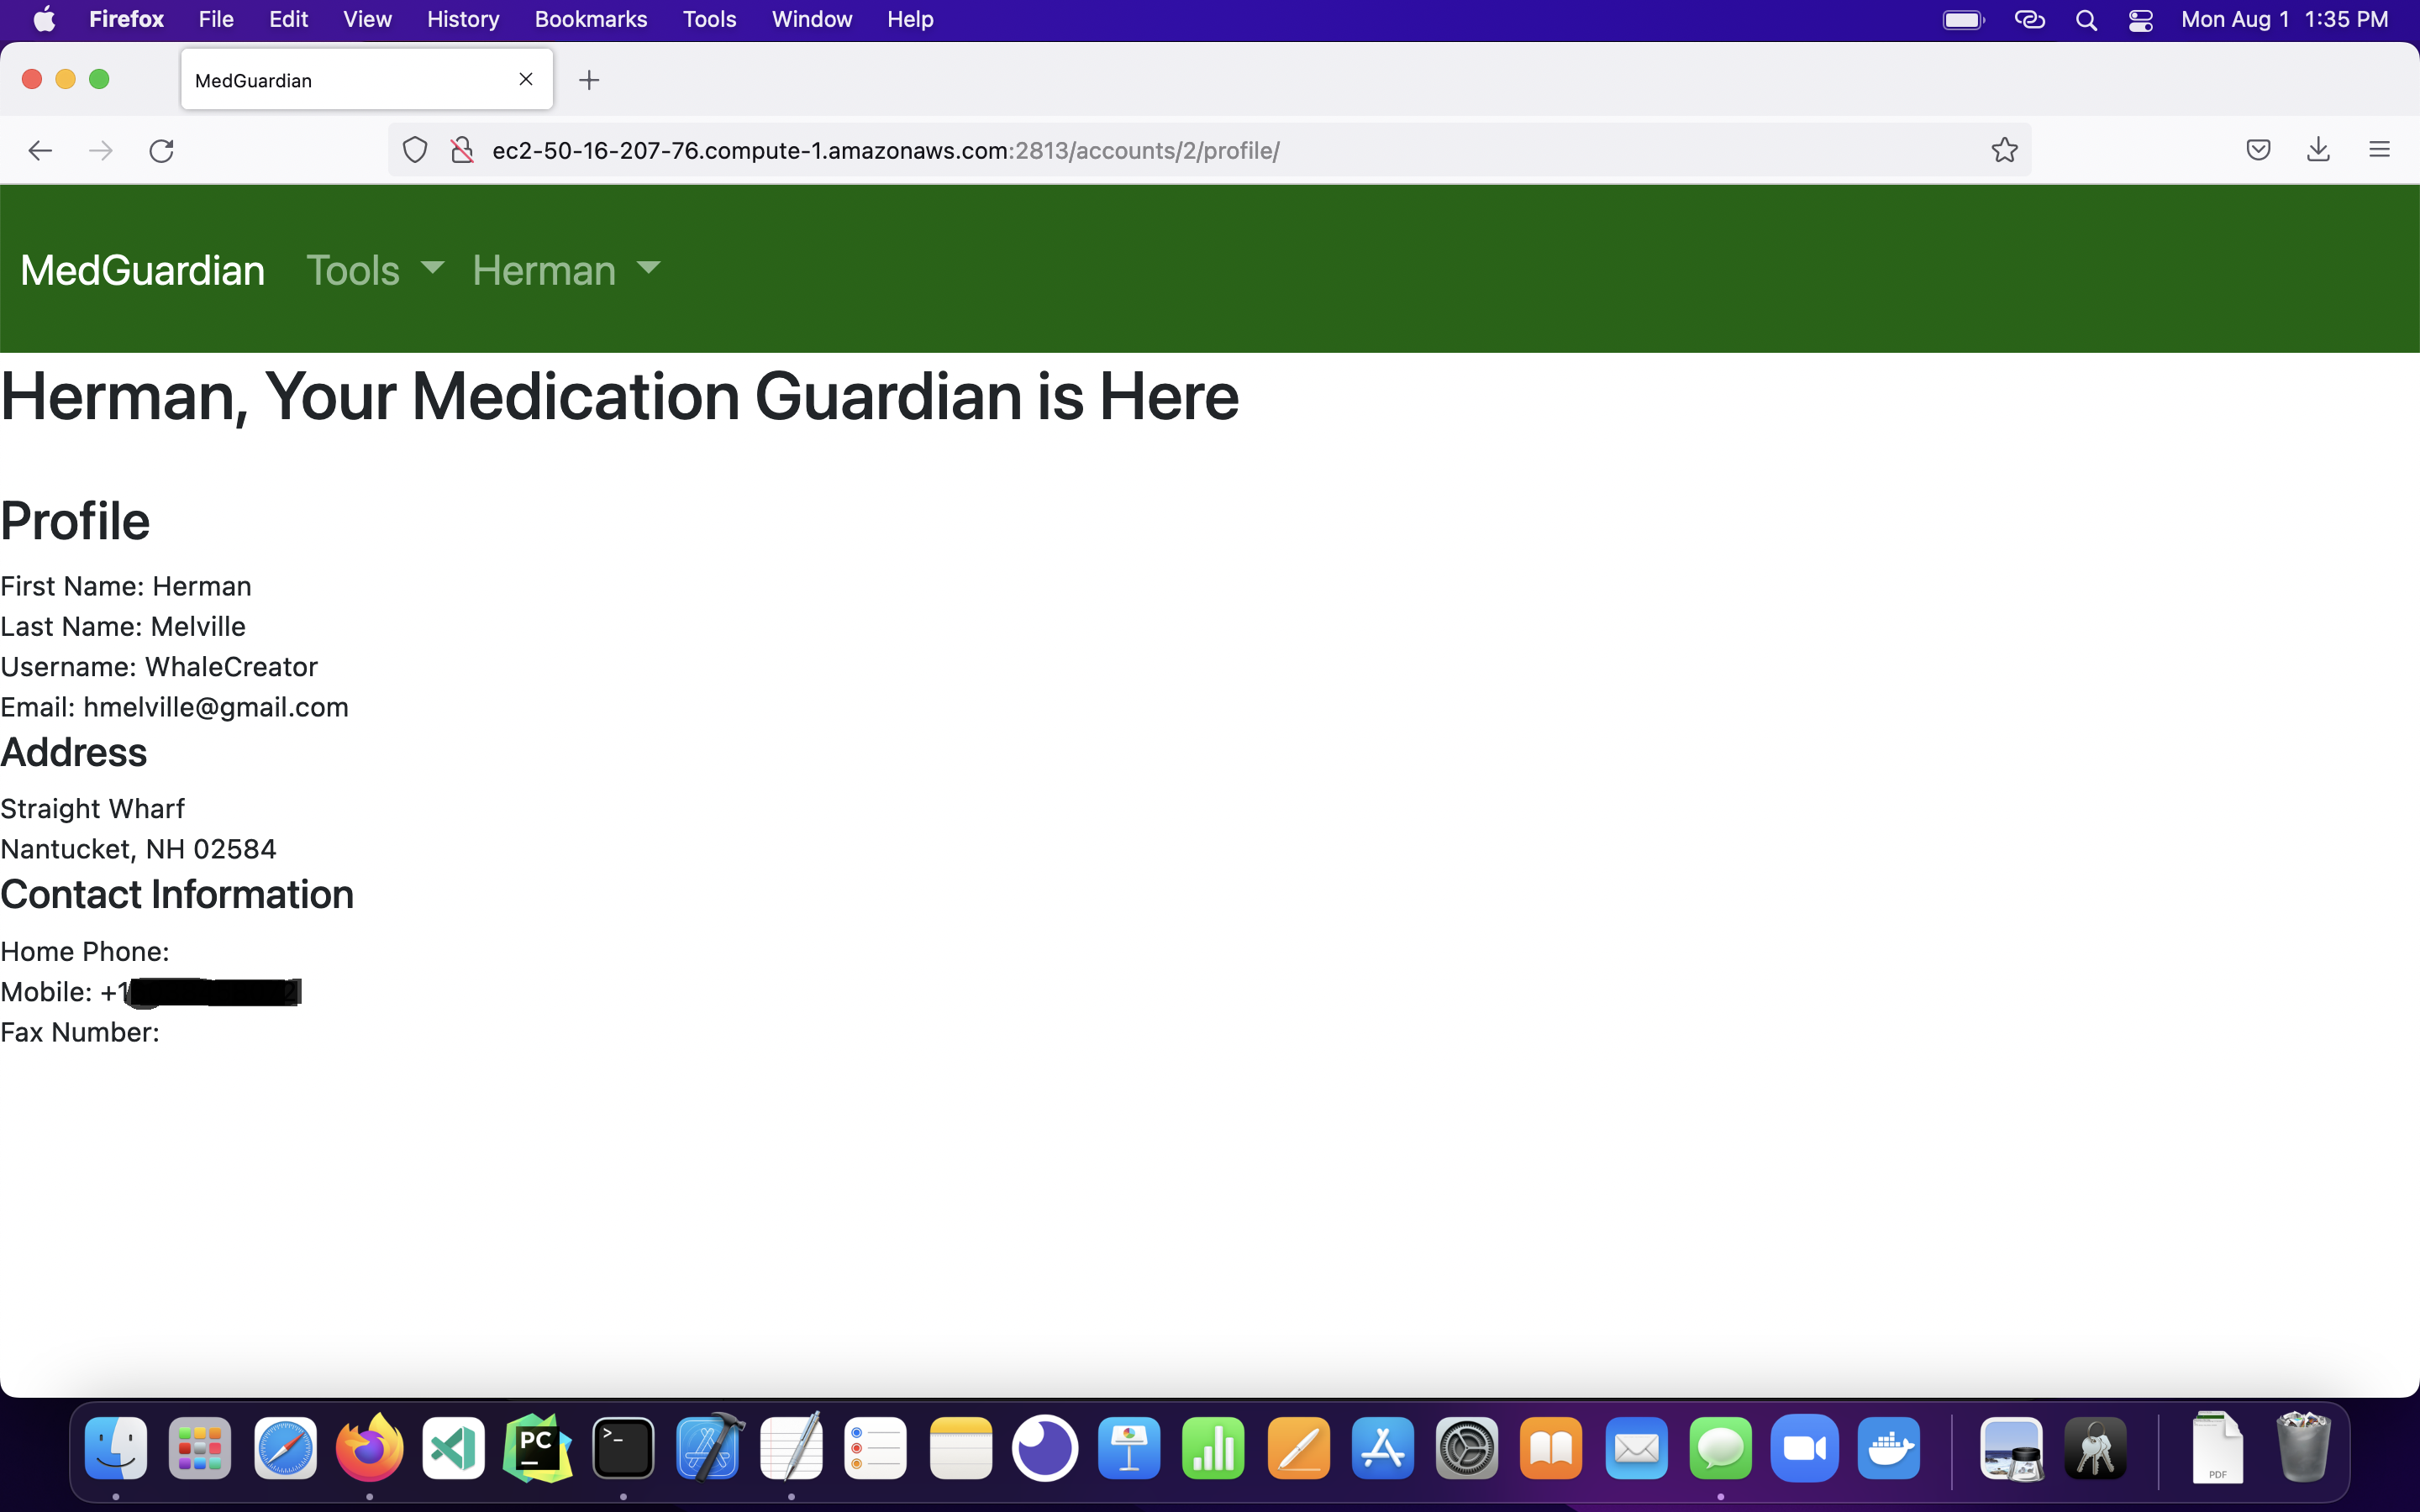 Firefox File Edit View History Bookmarks Tools Window Help Mon Aug 1 1:35 PM
MedGuardian
ec2-50-16-207-76.compute-1.amazonaws.com:2813/accounts/2/profile/
MedGuardian Tools Herman
Herman, Your Medication Guardian is Here
Profile
First Name: Herman
Last Name: Melville
Username: WhaleCreator
Email: hmelville@gmail.com
Address
Straight Wharf
Nantucket, NH 02584
Contact Information
Home Phone:
Mobile: +1
Fax Number:
PC
>_
PDF